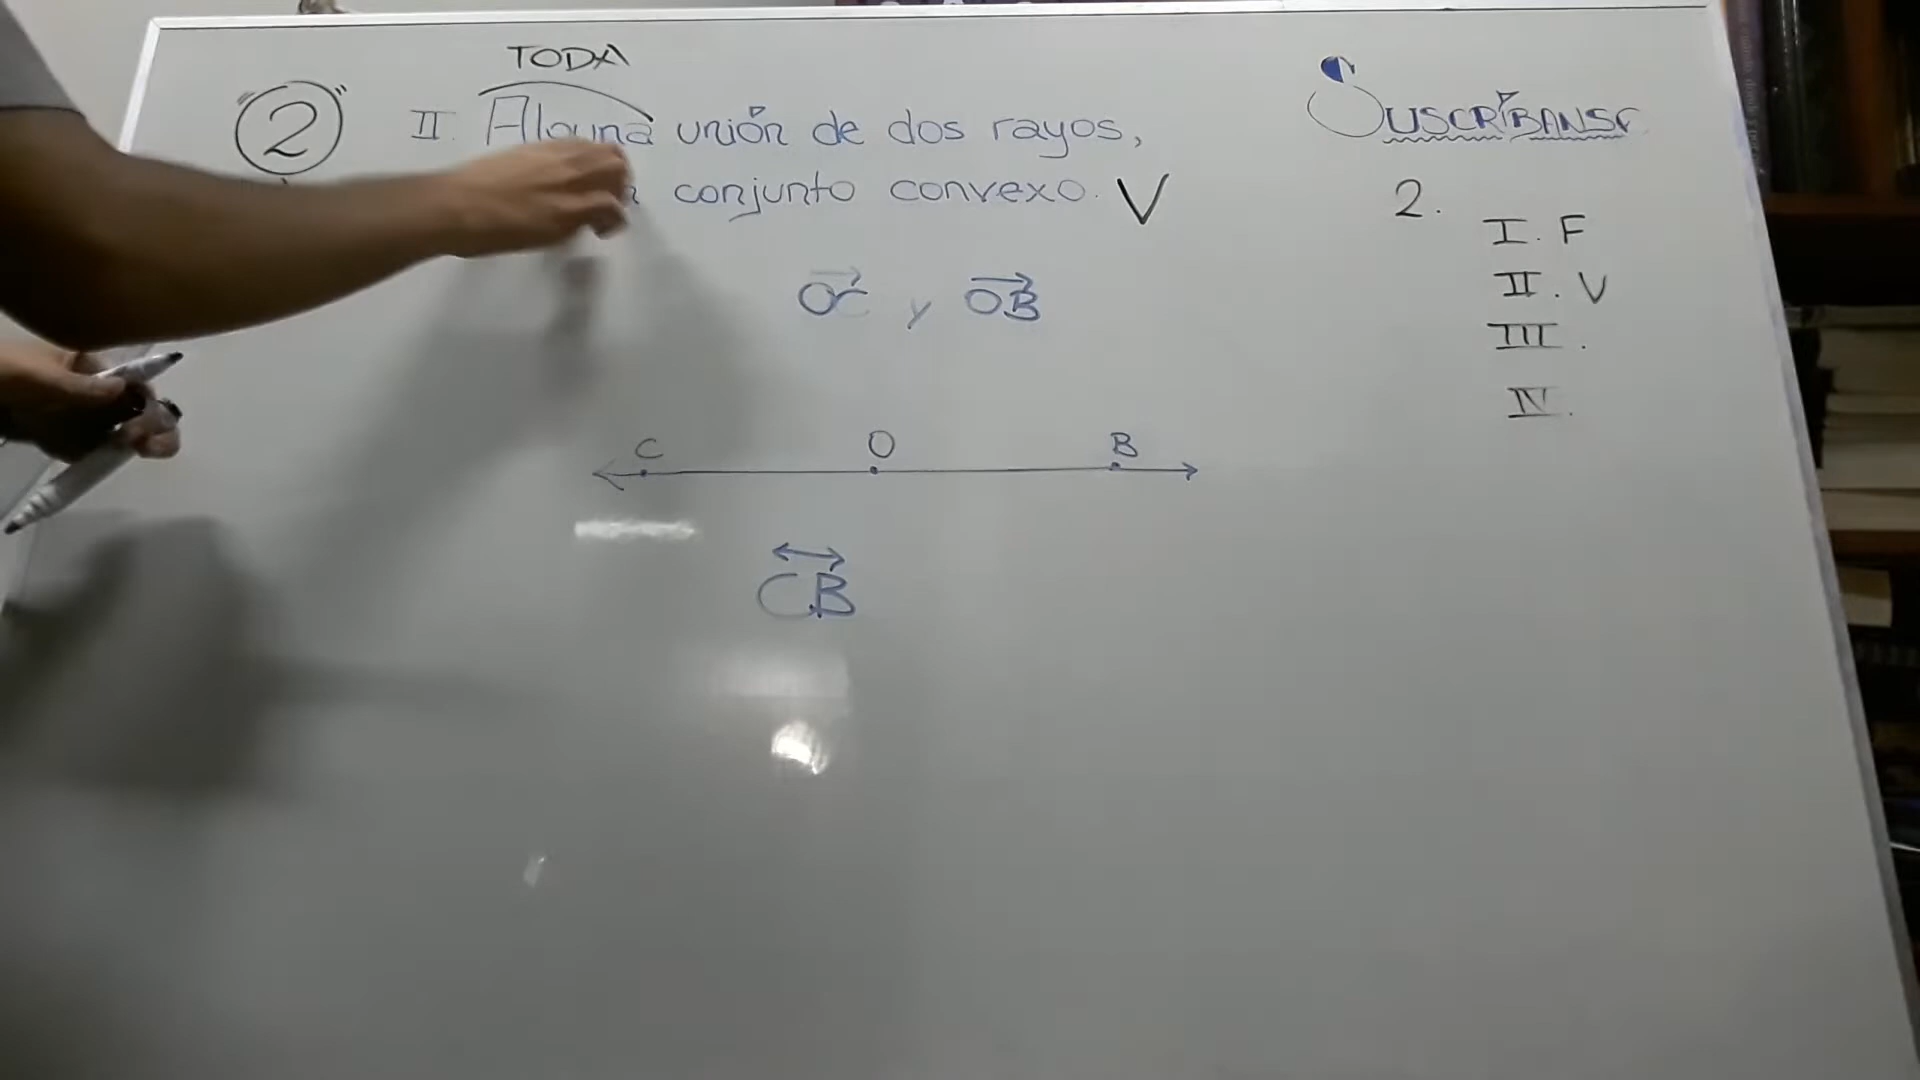 TODA
2
II. Alguna unión de dos rayos,
conjunto convexo. V
OC y OB
C O B
CB
SUSCRÍBANSE
2.
I. F
II. V
III.
IV.